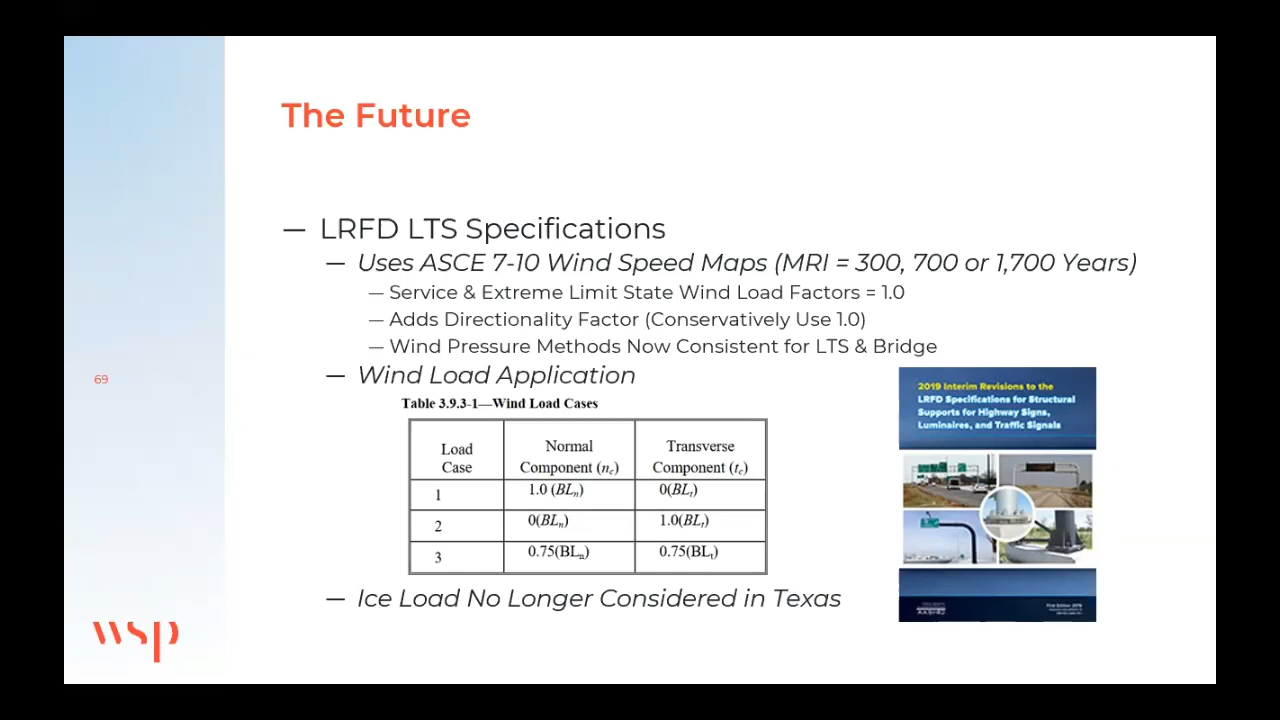 The Future
— LRFD LTS Specifications
— Uses ASCE 7-10 Wind Speed Maps (MRI = 300, 700 or 1,700 Years)
— Service & Extreme Limit State Wind Load Factors = 1.0
— Adds Directionality Factor (Conservatively Use 1.0)
— Wind Pressure Methods Now Consistent for LTS & Bridge
— Wind Load Application
69
Table 3.9.3-1—Wind Load Cases
Load Case Normal Component (nc) Transverse Component (tc)
1 1.0 (BLn) 0(BLt)
2 0(BLn) 1.0(BLt)
3 0.75(BLn) 0.75(BLt)
2019 Interim Revisions to the
LRFD Specifications for Structural
Supports for Highway Signs,
Luminaires, and Traffic Signals
AASHTO
— Ice Load No Longer Considered in Texas
wsp